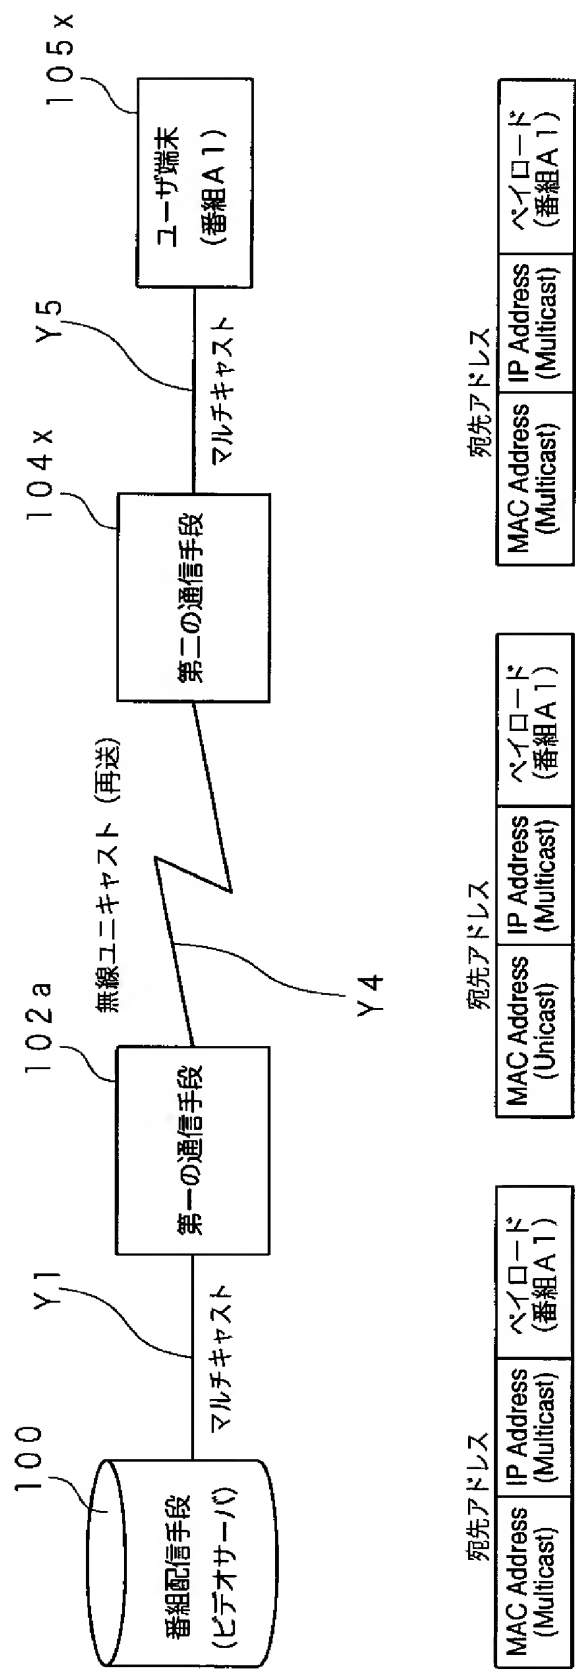 100
番組配信手段
(ビデオサーバ)
Y1
マルチキャスト
102a
第一の通信手段
無線ユニキャスト (再送)
Y4
104x
第二の通信手段
Y5
マルチキャスト
105x
ユーザ端末
(番組A1)
宛先アドレス
MAC Address
(Multicast)
IP Address
(Multicast)
ペイロード
(番組A1)
宛先アドレス
MAC Address
(Unicast)
IP Address
(Multicast)
ペイロード
(番組A1)
宛先アドレス
MAC Address
(Multicast)
IP Address
(Multicast)
ペイロード
(番組A1)